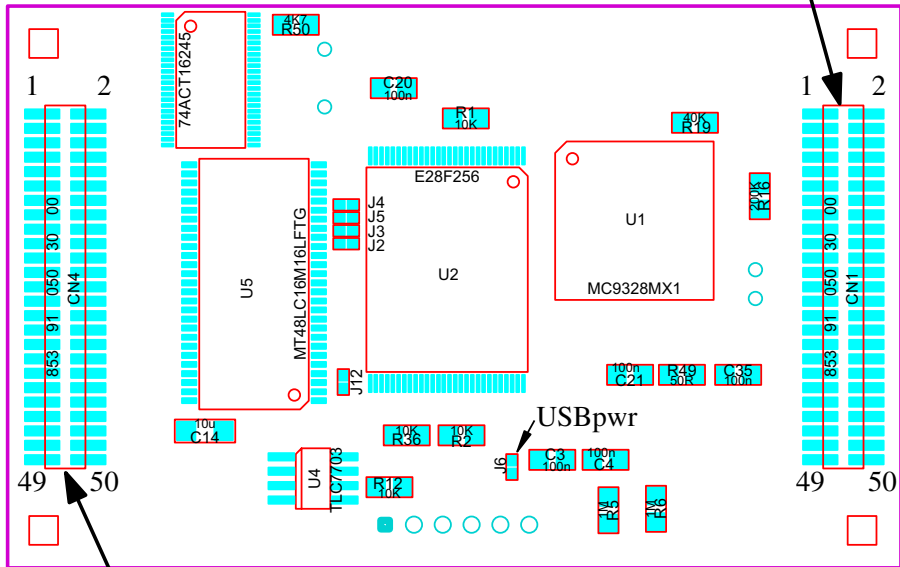 4K7
R50
74ACT16245
C20
100n
1
2
1
2
R1
10K
40K
R19
E28F256
200K
R16
J4
J5
J3
J2
U1
U5
MT48LC16M16LFTG
U2
MC9328MX1
00
30
050
CN4
91
853
00
30
050
CN1
91
853
J12
100n
C21
R49
50R
C35
100n
10u
C14
10K
R36
10K
R2
USBpwr
J6
C3
100n
100n
C4
49
50
49
50
U4
TLC7703
R12
10K
1M
R5
1M
R6